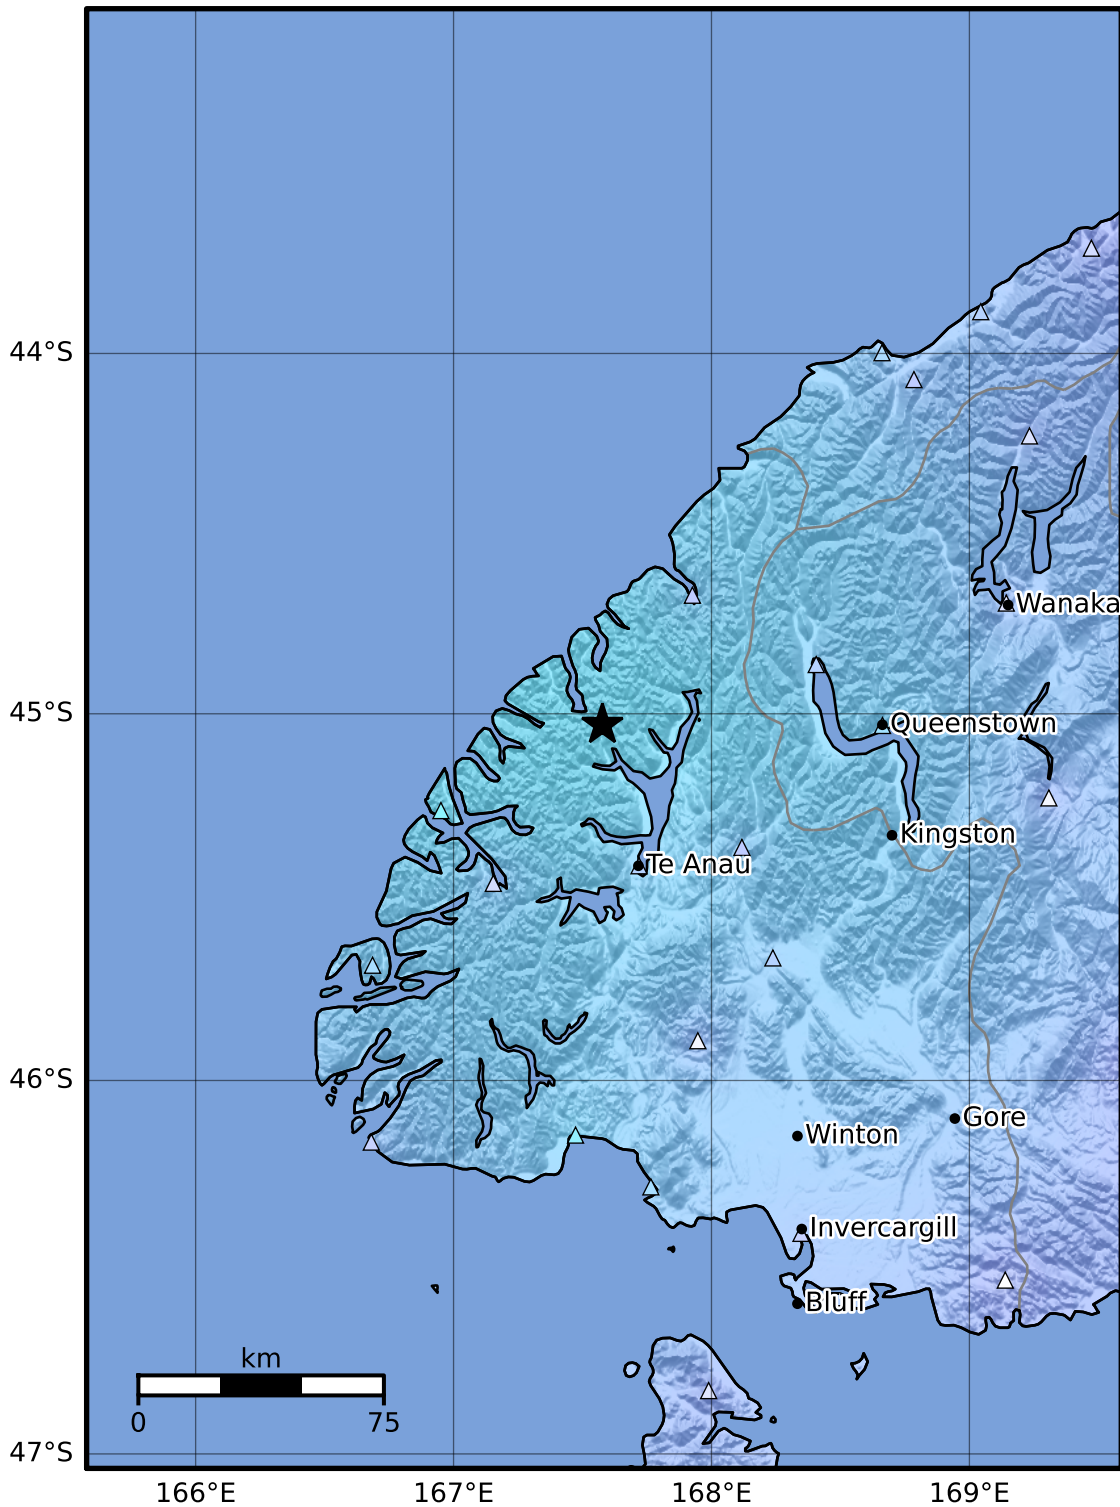 44°S
Wanaka
45°S
Queenstown
Kingston
Te Anau
46°S
Gore
Winton
Invercargill
Bluff
km
0 75
47°S
166°E 167°E 168°E 169°E